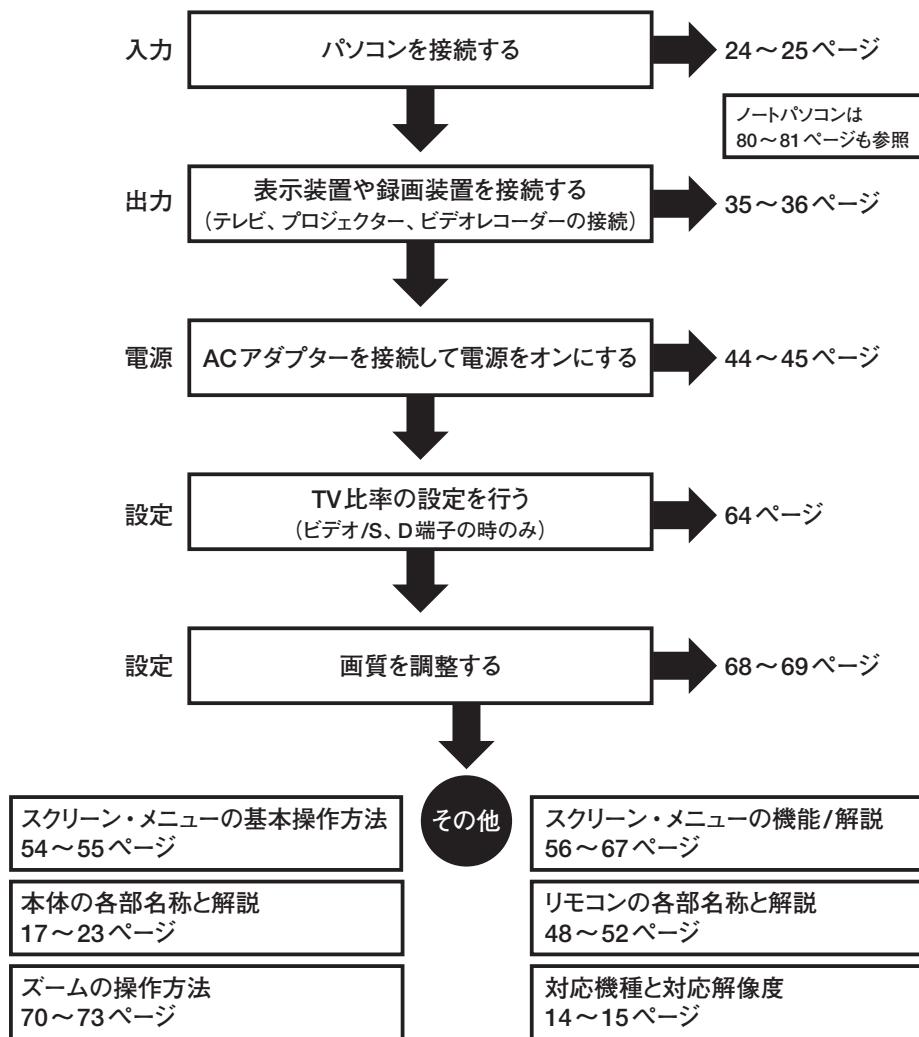 入力
パソコンを接続する
24〜25ページ
ノートパソコンは
80〜81ページも参照
出力
表示装置や録画装置を接続する
(テレビ、プロジェクター、ビデオレコーダーの接続)
35〜36ページ
電源
ACアダプターを接続して電源をオンにする
44〜45ページ
設定
TV比率の設定を行う
(ビデオ/S、D端子の時のみ)
64ページ
設定
画質を調整する
68〜69ページ
その他
スクリーン・メニューの基本操作方法
54〜55ページ
スクリーン・メニューの機能/解説
56〜67ページ
本体の各部名称と解説
17〜23ページ
リモコンの各部名称と解説
48〜52ページ
ズームの操作方法
70〜73ページ
対応機種と対応解像度
14〜15ページ